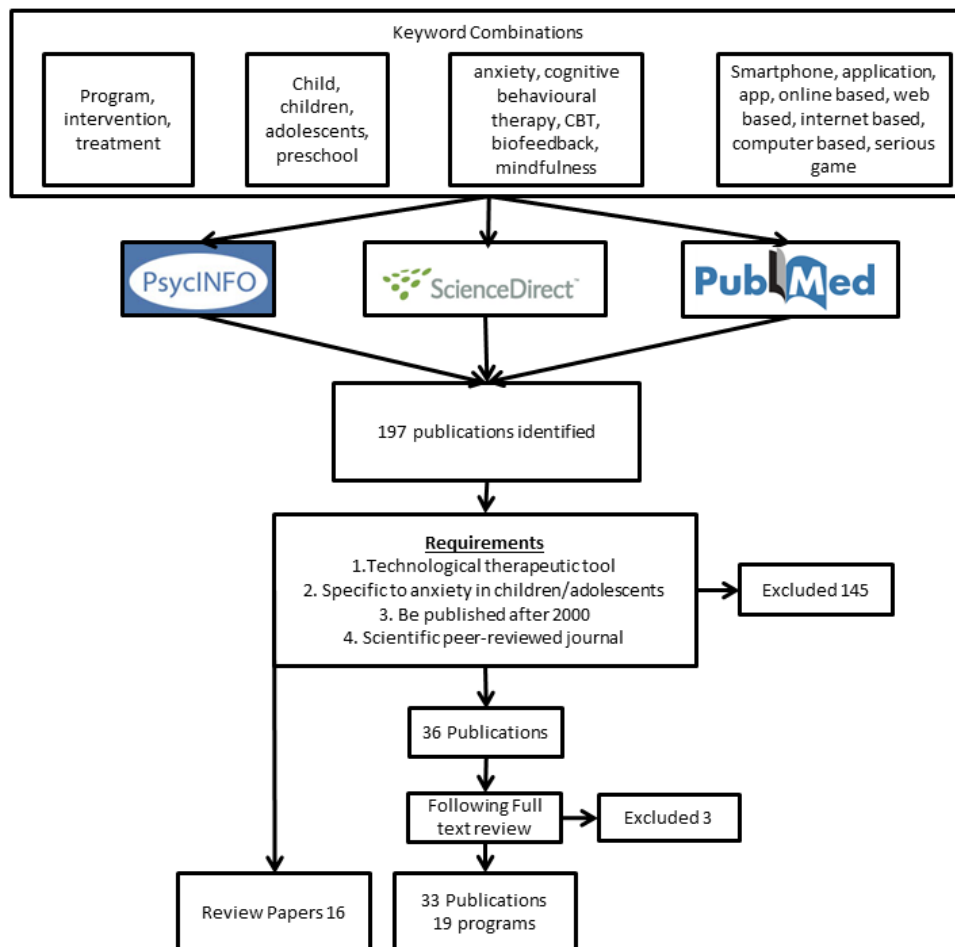 Keyword Combinations
Program,
intervention,
treatment
Child,
children,
adolescents,
preschool
anxiety, cognitive
behavioural
therapy, CBT,
biofeedback,
mindfulness
Smartphone, application,
app, online based, web
based, internet based,
computer based, serious
game
PsycINFO
ScienceDirect™
PubMed
197 publications identified
Requirements
1.Technological therapeutic tool
2. Specific to anxiety in children/adolescents
3. Be published after 2000
4. Scientific peer-reviewed journal
Excluded 145
36 Publications
Following Full
text review
Excluded 3
Review Papers 16
33 Publications
19 programs